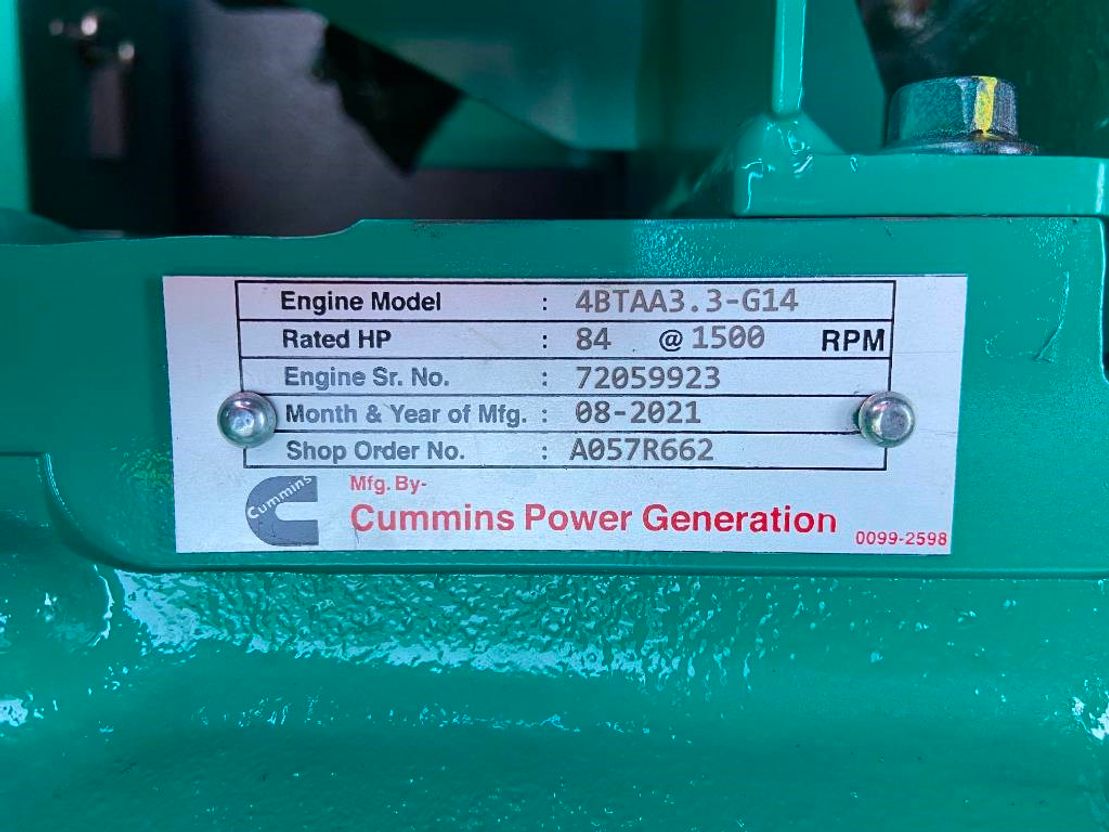 Engine Model : 4BTAA3.3-G14
Rated HP : 84 @ 1500 RPM
Engine Sr. No. : 72059923
Month & Year of Mfg. : 08-2021
Shop Order No. : A057R662
Cummins
Mfg. By-
Cummins Power Generation
0099-2598